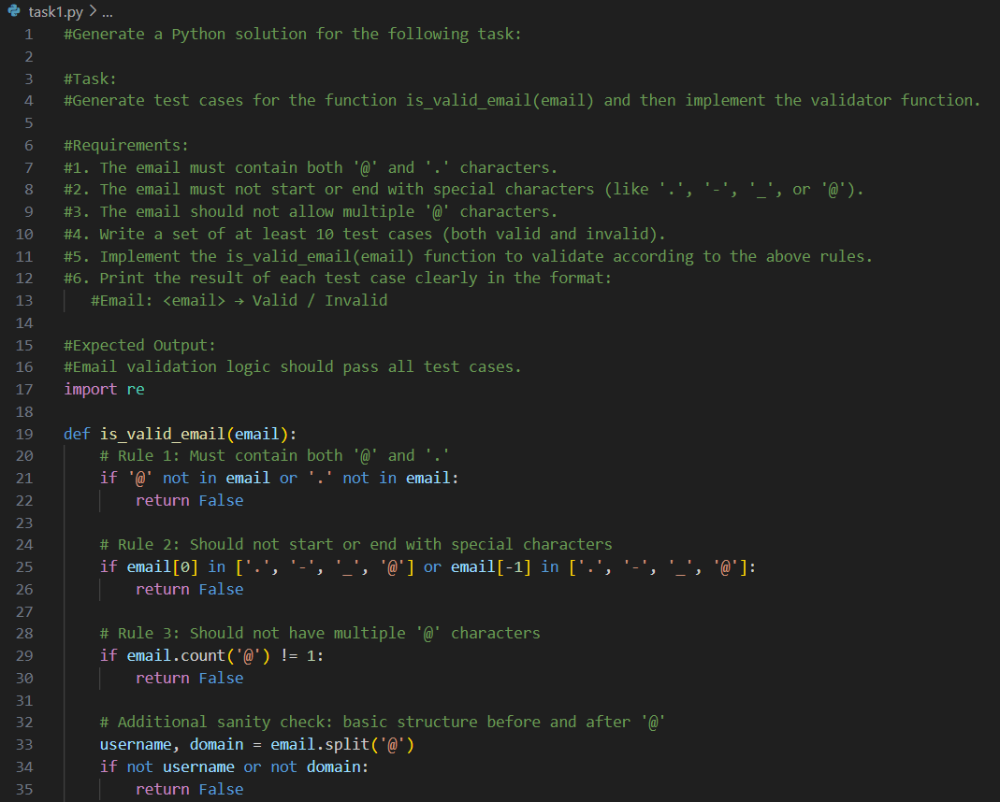 task1.py > ...
1 #Generate a Python solution for the following task:
2
3 #Task:
4 #Generate test cases for the function is_valid_email(email) and then implement the validator function.
5
6 #Requirements:
7 #1. The email must contain both '@' and '.' characters.
8 #2. The email must not start or end with special characters (like '.', '-', '_', or '@').
9 #3. The email should not allow multiple '@' characters.
10 #4. Write a set of at least 10 test cases (both valid and invalid).
11 #5. Implement the is_valid_email(email) function to validate according to the above rules.
12 #6. Print the result of each test case clearly in the format:
13    #Email: <email> → Valid / Invalid
14
15 #Expected Output:
16 #Email validation logic should pass all test cases.
17 import re
18
19 def is_valid_email(email):
20     # Rule 1: Must contain both '@' and '.'
21     if '@' not in email or '.' not in email:
22         return False
23
24     # Rule 2: Should not start or end with special characters
25     if email[0] in ['.', '-', '_', '@'] or email[-1] in ['.', '-', '_', '@']:
26         return False
27
28     # Rule 3: Should not have multiple '@' characters
29     if email.count('@') != 1:
30         return False
31
32     # Additional sanity check: basic structure before and after '@'
33     username, domain = email.split('@')
34     if not username or not domain:
35         return False